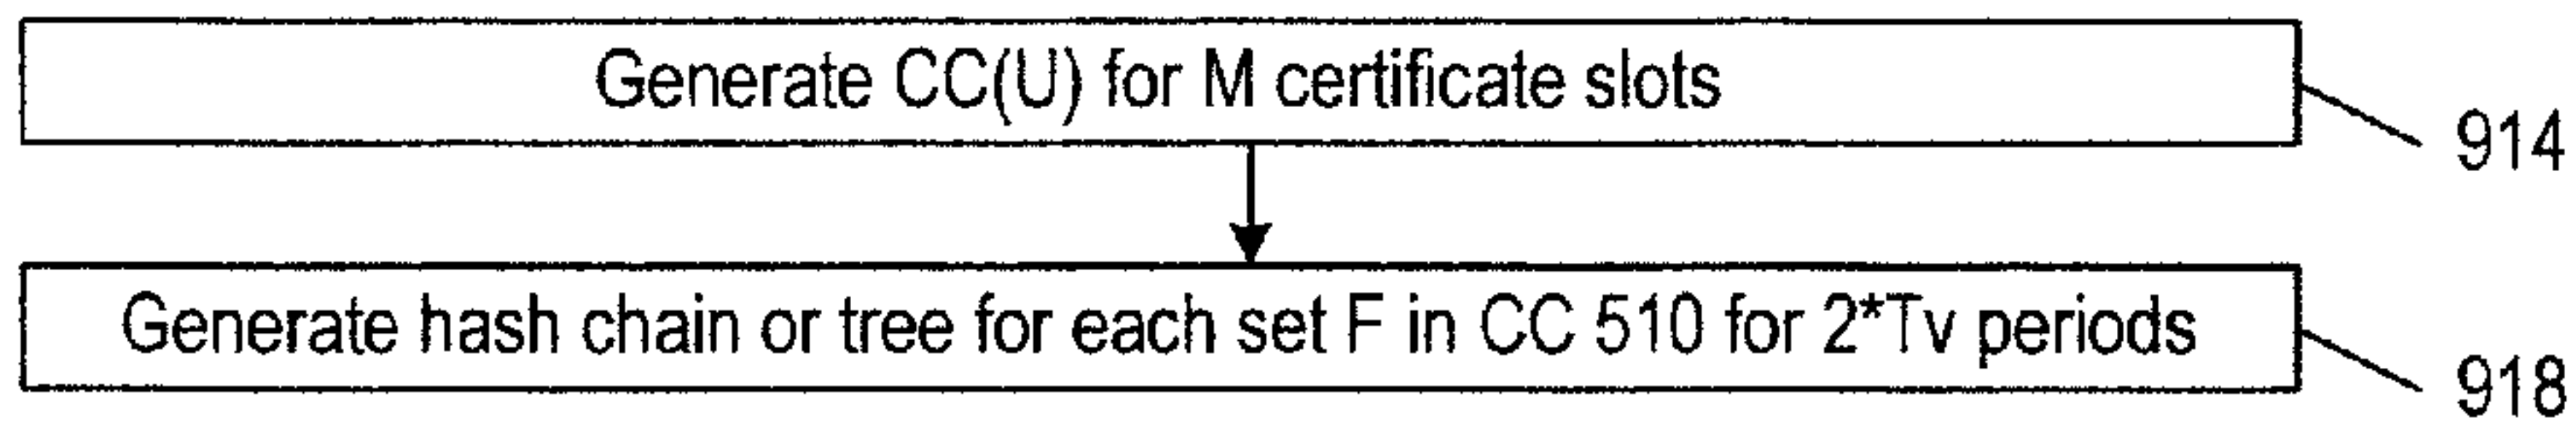 Generate CC(U) for M certificate slots
914
Generate hash chain or tree for each set F in CC 510 for 2*Tv periods
918